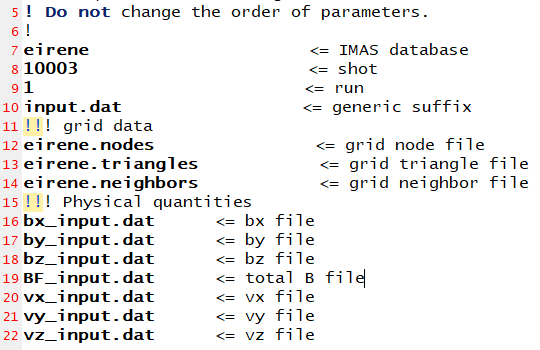 5 ! Do not change the order of parameters.
6 !
7 eirene <= IMAS database
8 10003 <= shot
9 1 <= run
10 input.dat <= generic suffix
11 !!! grid data
12 eirene.nodes <= grid node file
13 eirene.triangles <= grid triangle file
14 eirene.neighbors <= grid neighbor file
15 !!! Physical quantities
16 bx_input.dat <= bx file
17 by_input.dat <= by file
18 bz_input.dat <= bz file
19 BF_input.dat <= total B file
20 vx_input.dat <= vx file
21 vy_input.dat <= vy file
22 vz_input.dat <= vz file